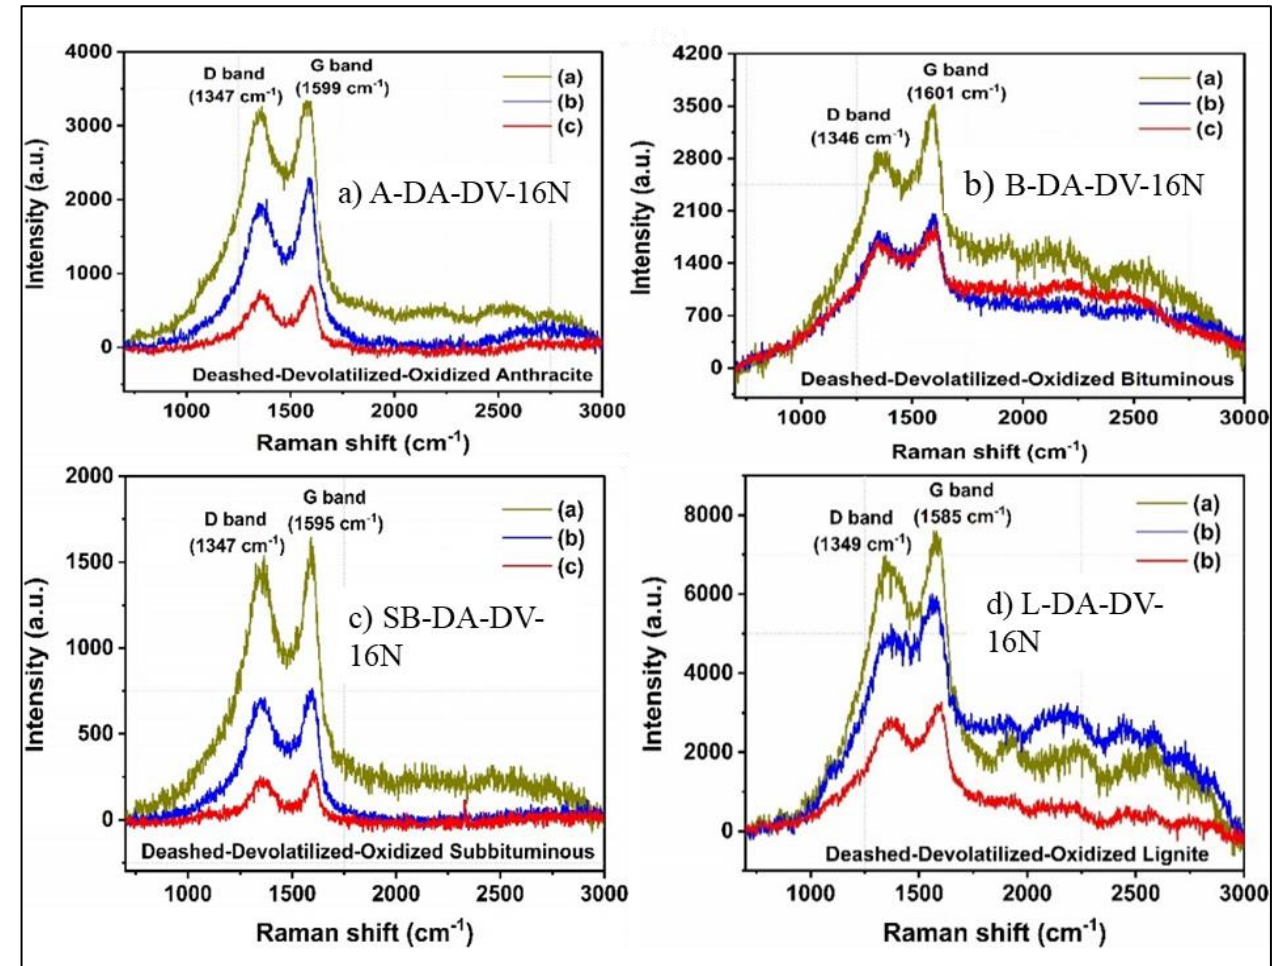 4000
3000
2000
1000
0
Intensity (a.u.)
D band
(1347 cm⁻¹)
G band
(1599 cm⁻¹)
(a)
(b)
(c)
a) A-DA-DV-16N
Deashed-Devolatilized-Oxidized Anthracite
1000 1500 2000 2500 3000
Raman shift (cm⁻¹)
4200
3500
2800
2100
1400
700
0
Intensity (a.u.)
D band
(1346 cm⁻¹)
G band
(1601 cm⁻¹)
(a)
(b)
(c)
b) B-DA-DV-16N
Deashed-Devolatilized-Oxidized Bituminous
1000 1500 2000 2500 3000
Raman shift (cm⁻¹)
2000
1500
1000
500
0
Intensity (a.u.)
D band
(1347 cm⁻¹)
G band
(1595 cm⁻¹)
(a)
(b)
(c)
c) SB-DA-DV-
16N
Deashed-Devolatilized-Oxidized Subbituminous
1000 1500 2000 2500 3000
Raman shift (cm⁻¹)
8000
6000
4000
2000
0
Intensity (a.u.)
D band
(1349 cm⁻¹)
G band
(1585 cm⁻¹)
(a)
(b)
(b)
d) L-DA-DV-
16N
Deashed-Devolatilized-Oxidized Lignite
1000 1500 2000 2500 3000
Raman shift (cm⁻¹)